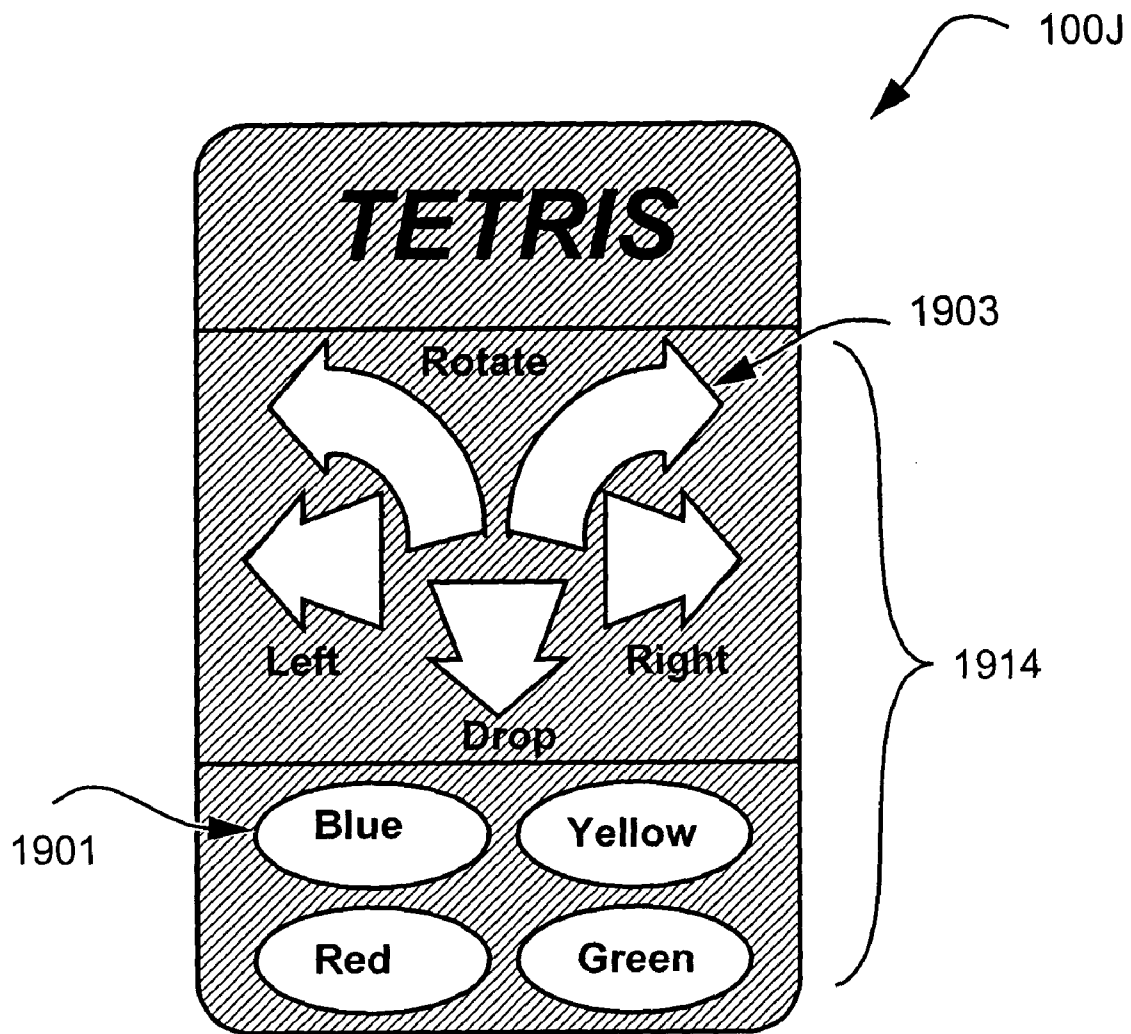 100J
TETRIS
1903
Rotate
Left
Right
1914
Drop
Blue
Yellow
1901
Red
Green